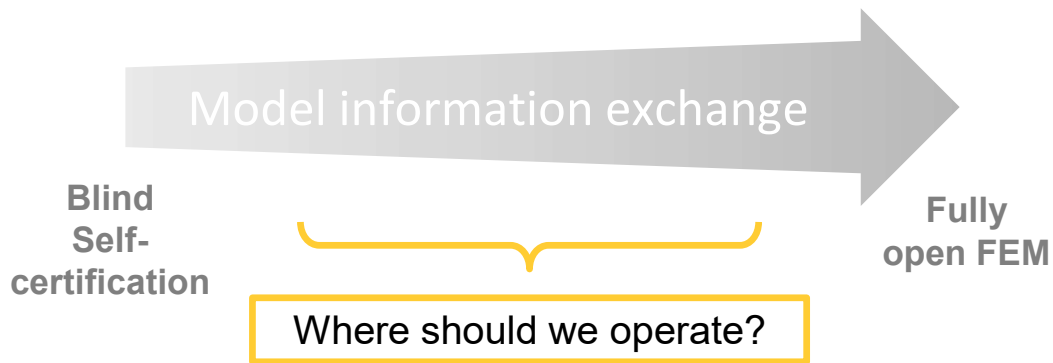 Model information exchange
Blind
Self-
certification
Fully
open FEM
Where should we operate?